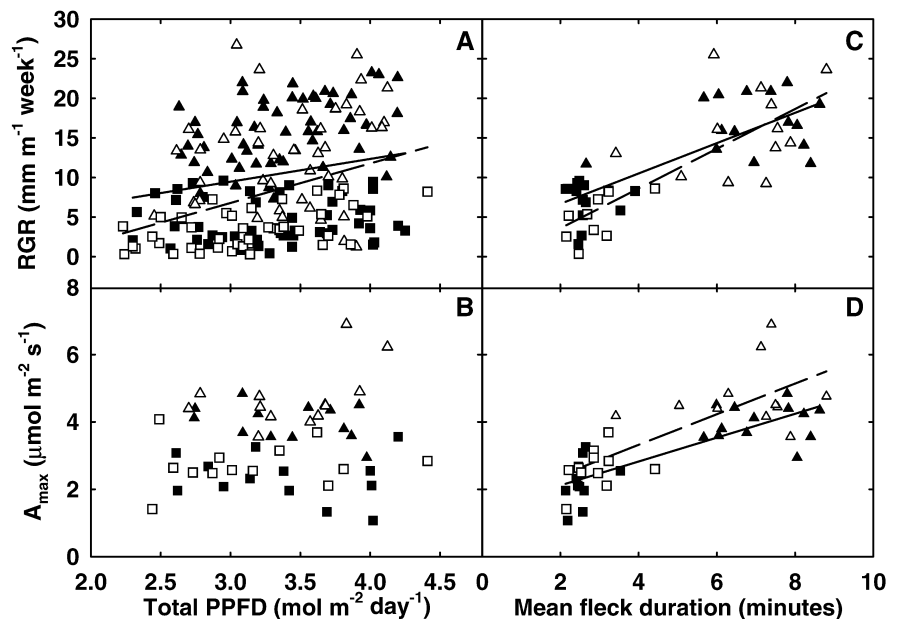 30
25
20
15
10
5
0
RGR (mm m⁻¹ week⁻¹)
A
C
8
6
4
2
0
Aₘₐₓ (μmol m⁻² s⁻¹)
B
D
2.0 2.5 3.0 3.5 4.0 4.5
0 2 4 6 8 10
Total PPFD (mol m⁻² day⁻¹)
Mean fleck duration (minutes)